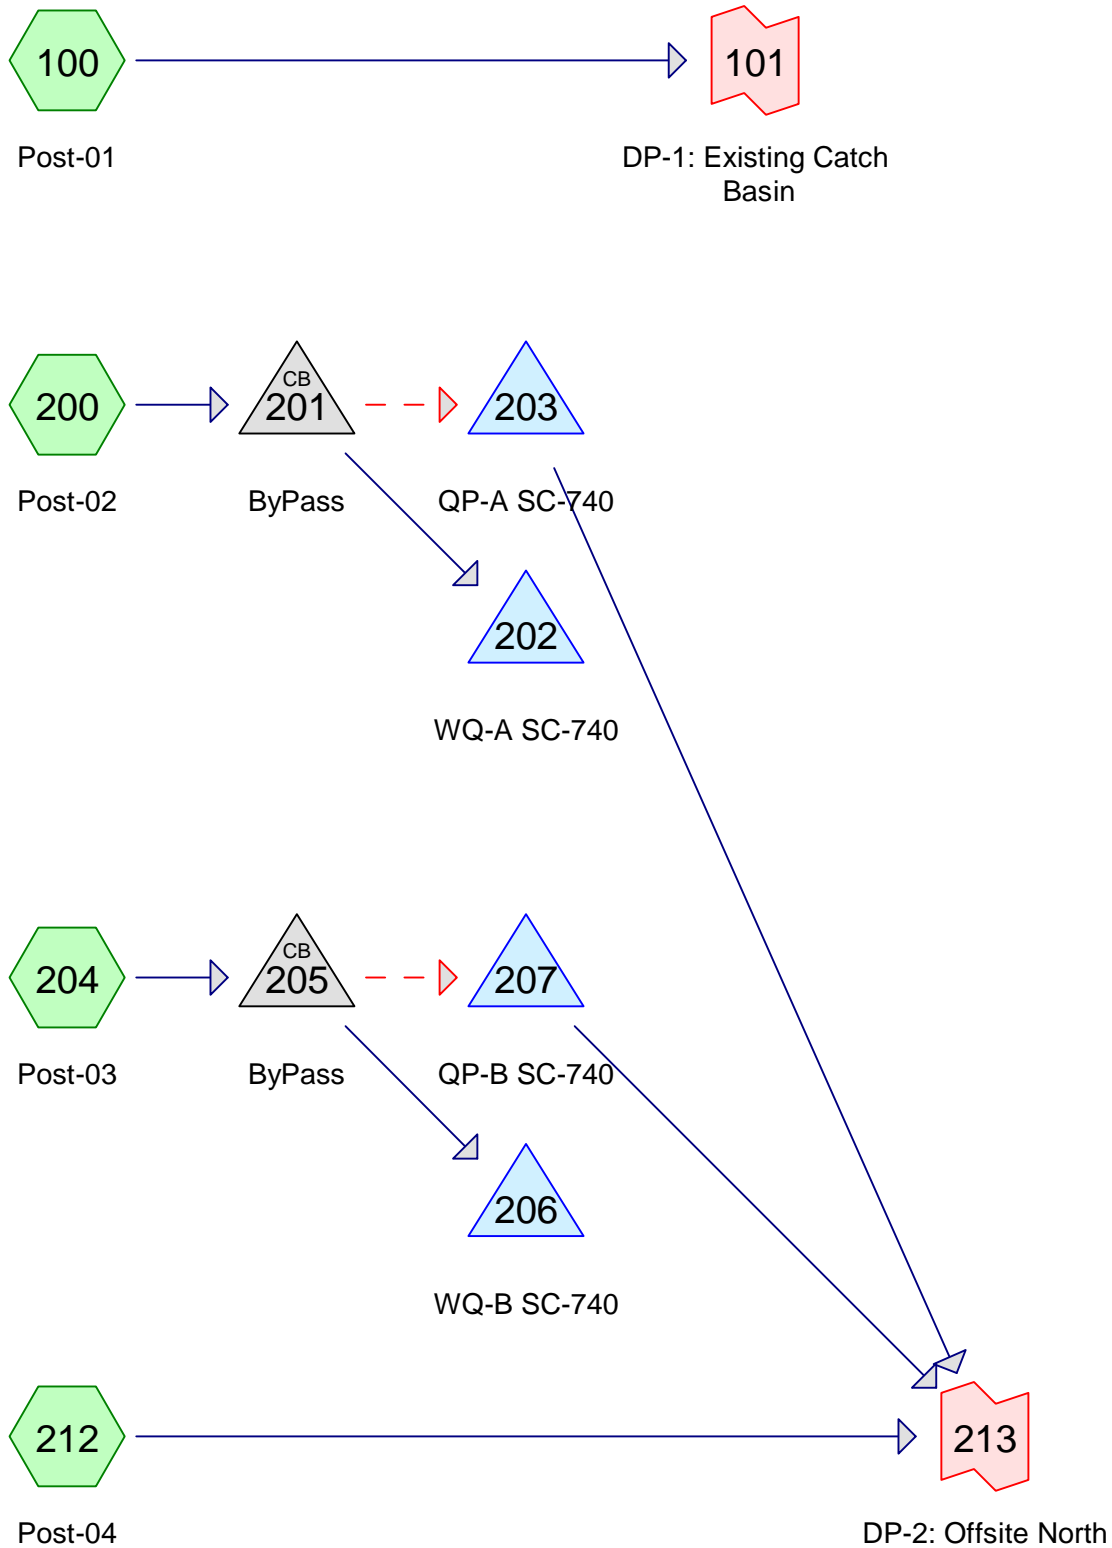 100
101
Post-01
DP-1: Existing Catch
Basin
200
CB
201
203
Post-02
ByPass
QP-A SC-740
202
WQ-A SC-740
204
CB
205
207
Post-03
ByPass
QP-B SC-740
206
WQ-B SC-740
212
213
Post-04
DP-2: Offsite North